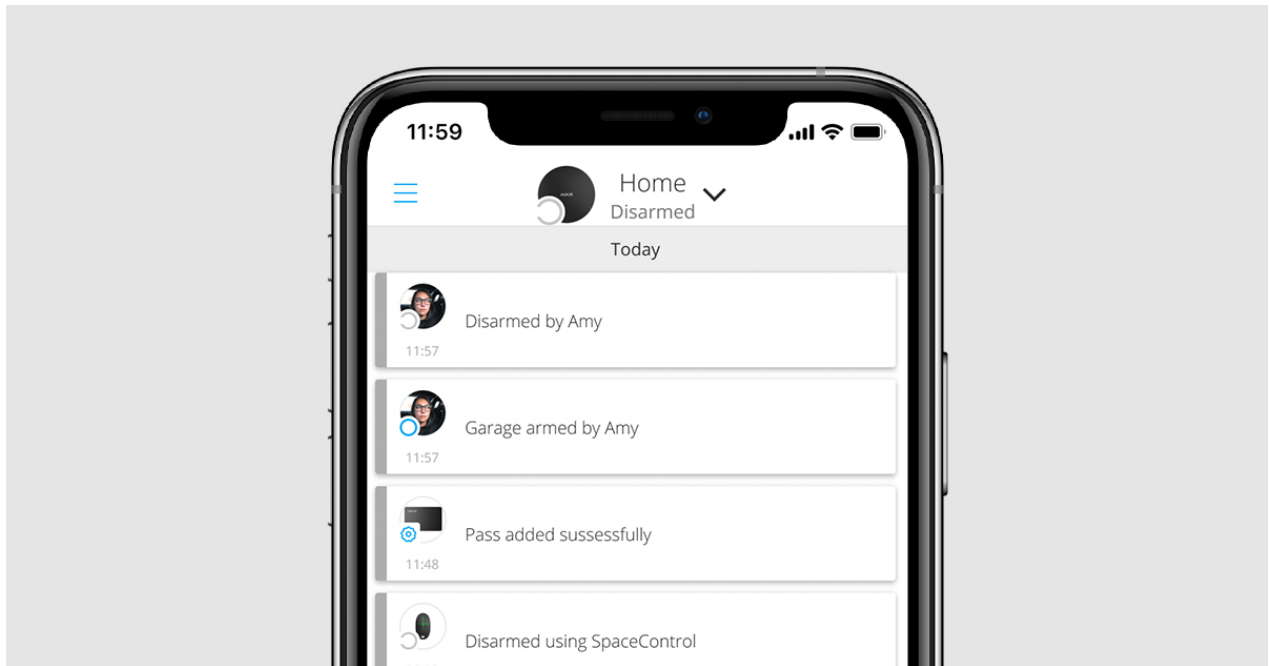 11:59
Home
Disarmed
Today
Disarmed by Amy
11:57
Garage armed by Amy
11:57
Pass added sussessfully
11:48
Disarmed using SpaceControl